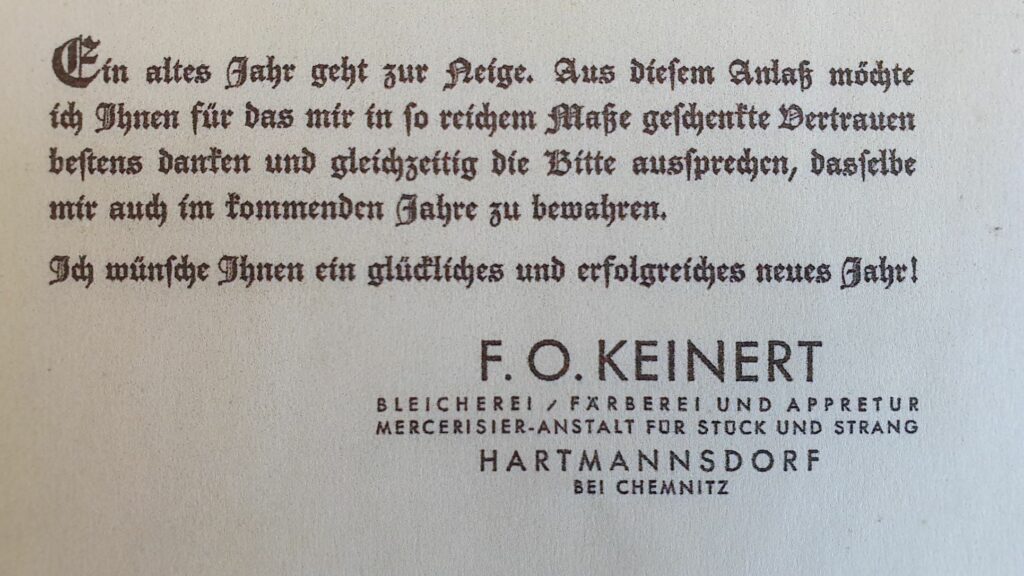 Ein altes Jahr geht zur Neige. Aus diesem Anlaß möchte
ich Ihnen für das mir in so reichem Maße geschenkte Vertrauen
bestens danken und gleichzeitig die Bitte aussprechen, dasselbe
mir auch im kommenden Jahre zu bewahren.
Ich wünsche Ihnen ein glückliches und erfolgreiches neues Jahr!
F. O. KEINERT
BLEICHEREI / FÄRBEREI UND APPRETUR
MERCERISIER-ANSTALT FÜR STÜCK UND STRANG
HARTMANNSDORF
BEI CHEMNITZ